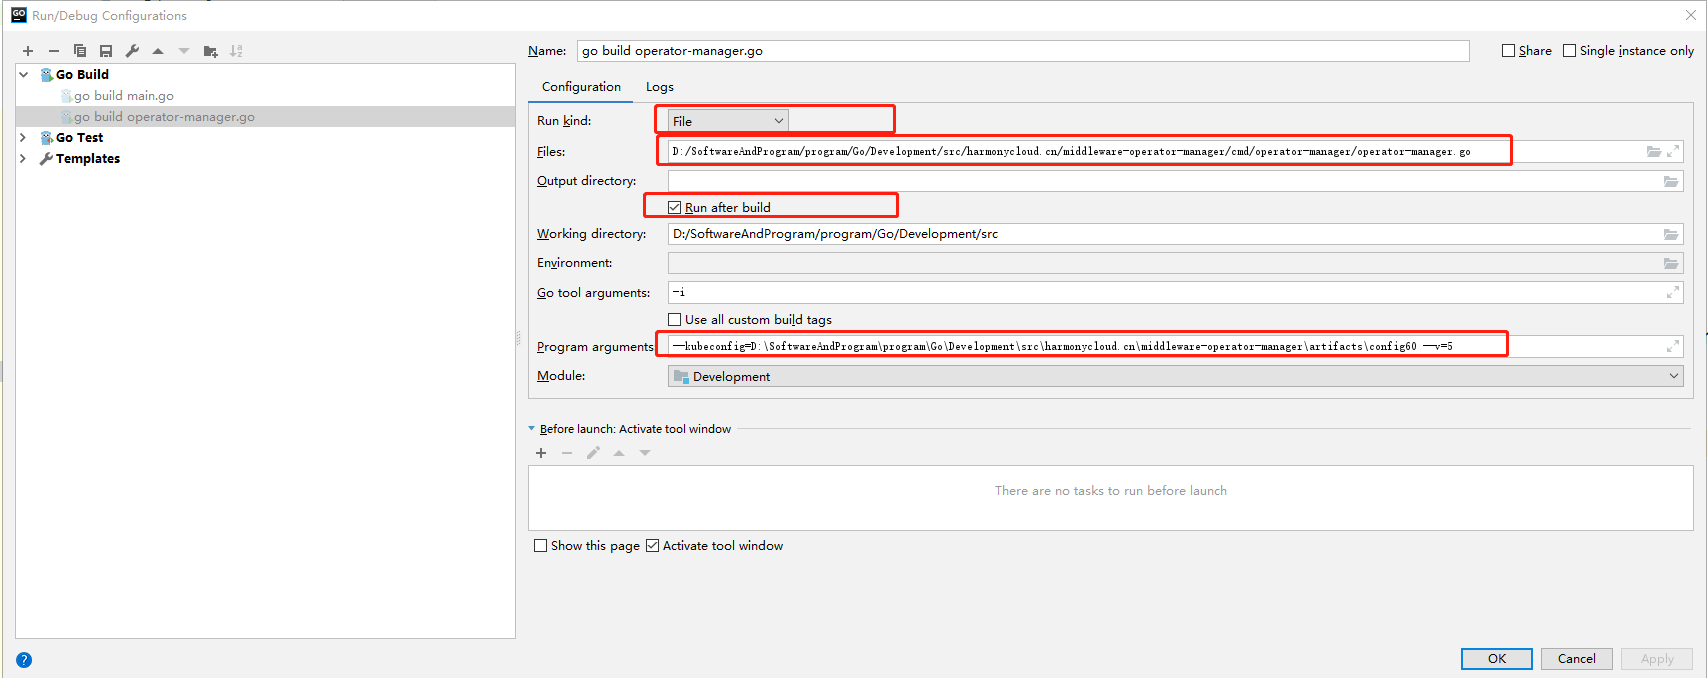 GO Run/Debug Configurations
Name: go build operator-manager.go
Share
Single instance only
Go Build
go build main.go
go build operator-manager.go
Go Test
Templates
Configuration Logs
Run kind: File
Files: D:/SoftwareAndProgram/program/Go/Development/src/harmonycloud.cn/middleware-operator-manager/cmd/operator-manager/operator-manager.go
Output directory:
Run after build
Working directory: D:/SoftwareAndProgram/program/Go/Development/src
Environment:
Go tool arguments: -i
Use all custom build tags
Program arguments: --kubeconfig=D:\SoftwareAndProgram\program\Go\Development\src\harmonycloud.cn\middleware-operator-manager\artifacts\config60 --v=5
Module: Development
Before launch: Activate tool window
There are no tasks to run before launch
Show this page Activate tool window
? OK Cancel Apply